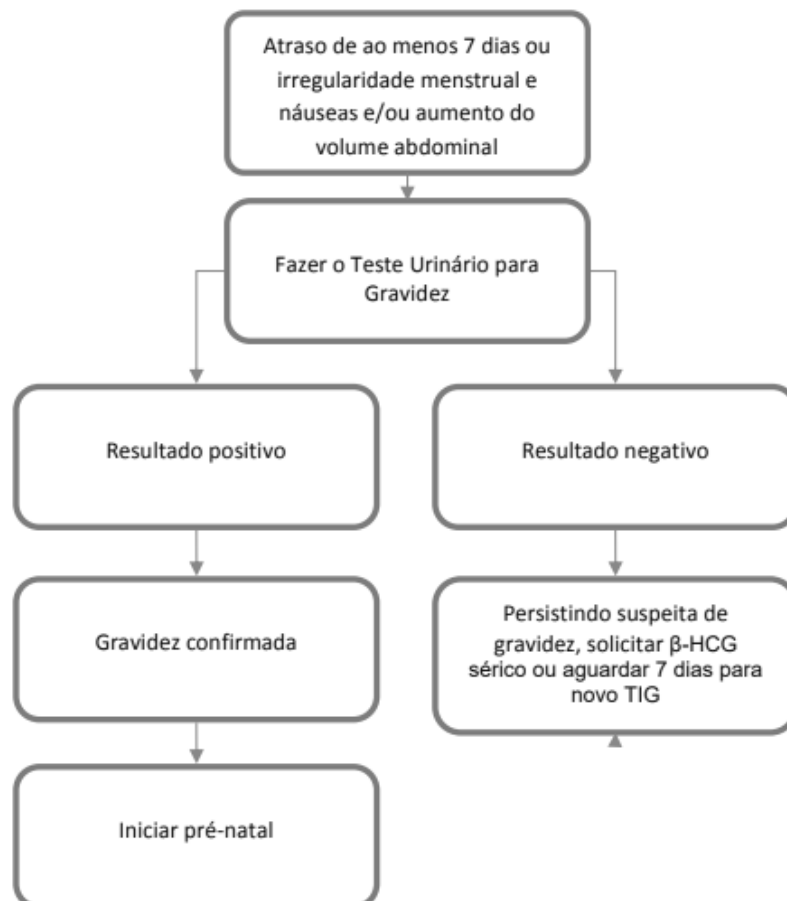 Atraso de ao menos 7 dias ou
irregularidade menstrual e
náuseas e/ou aumento do
volume abdominal
Fazer o Teste Urinário para
Gravidez
Resultado positivo
Resultado negativo
Gravidez confirmada
Persistindo suspeita de
gravidez, solicitar β-HCG
sérico ou aguardar 7 dias para
novo TIG
Iniciar pré-natal